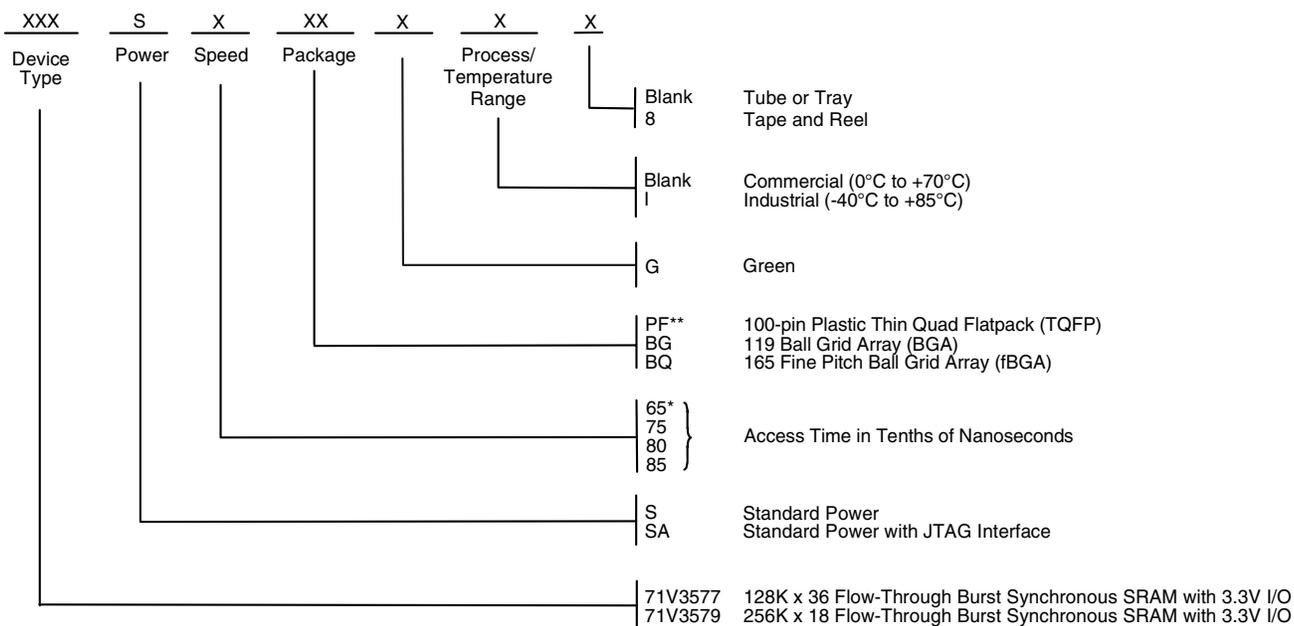 XXX S X XX X X X
Device Type Power Speed Package Process/ Temperature Range
Blank Tube or Tray
8 Tape and Reel
Blank Commercial (0°C to +70°C)
I Industrial (-40°C to +85°C)
G Green
PF** 100-pin Plastic Thin Quad Flatpack (TQFP)
BG 119 Ball Grid Array (BGA)
BQ 165 Fine Pitch Ball Grid Array (fBGA)
65*
75
80
85
Access Time in Tenths of Nanoseconds
S Standard Power
SA Standard Power with JTAG Interface
71V3577 128K x 36 Flow-Through Burst Synchronous SRAM with 3.3V I/O
71V3579 256K x 18 Flow-Through Burst Synchronous SRAM with 3.3V I/O